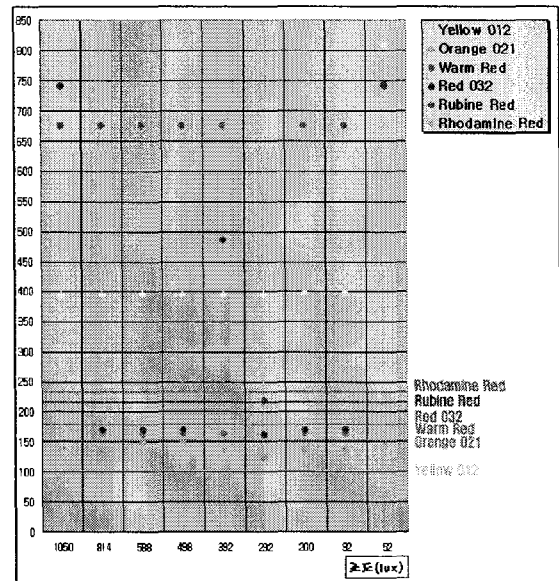 850
800
750
700
650
600
550
500
450
400
350
300
250
200
150
100
50
0
1050 814 598 498 392 292 200 92 52
조도(lux)
Yellow 012
Orange 021
Warm Red
Red 032
Rubine Red
Rhodamine Red
Rhodamine Red
Rubine Red
Red 032
Warm Red
Orange 021
Yellow 012